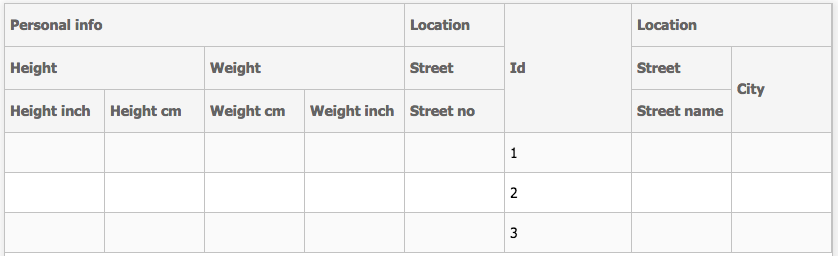 Personal info Location Location
Height Weight Street Id Street
City
Height inch Height cm Weight cm Weight inch Street no Street name
1
2
3